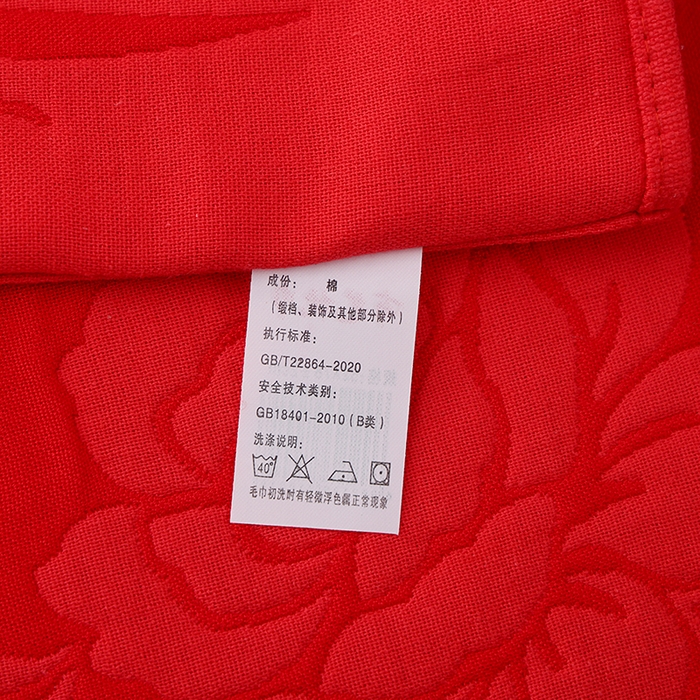 成份： 棉
（缎档、装饰及其他部分除外）
执行标准：
GB/T22864-2020
安全技术类别：
GB18401-2010（B类）
洗涤说明：
40°
毛巾初洗时有轻微浮色属正常现象